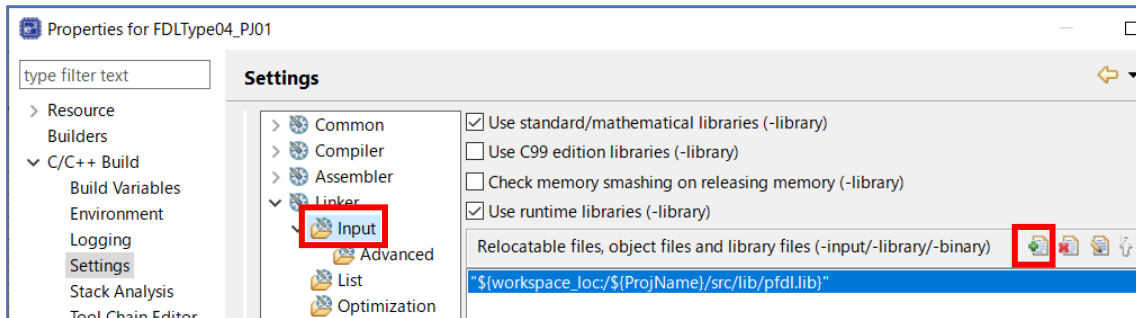 Properties for FDLType04_PJ01
type filter text
Resource
Builders
C/C++ Build
Build Variables
Environment
Logging
Settings
Stack Analysis
Tool Chain Editor
Settings
Common
Compiler
Assembler
Linker
Input
Advanced
List
Optimization
Use standard/mathematical libraries (-library)
Use C99 edition libraries (-library)
Check memory smashing on releasing memory (-library)
Use runtime libraries (-library)
Relocatable files, object files and library files (-input/-library/-binary)
"${workspace_loc:/${ProjName}/src/lib/pfdl.lib}"